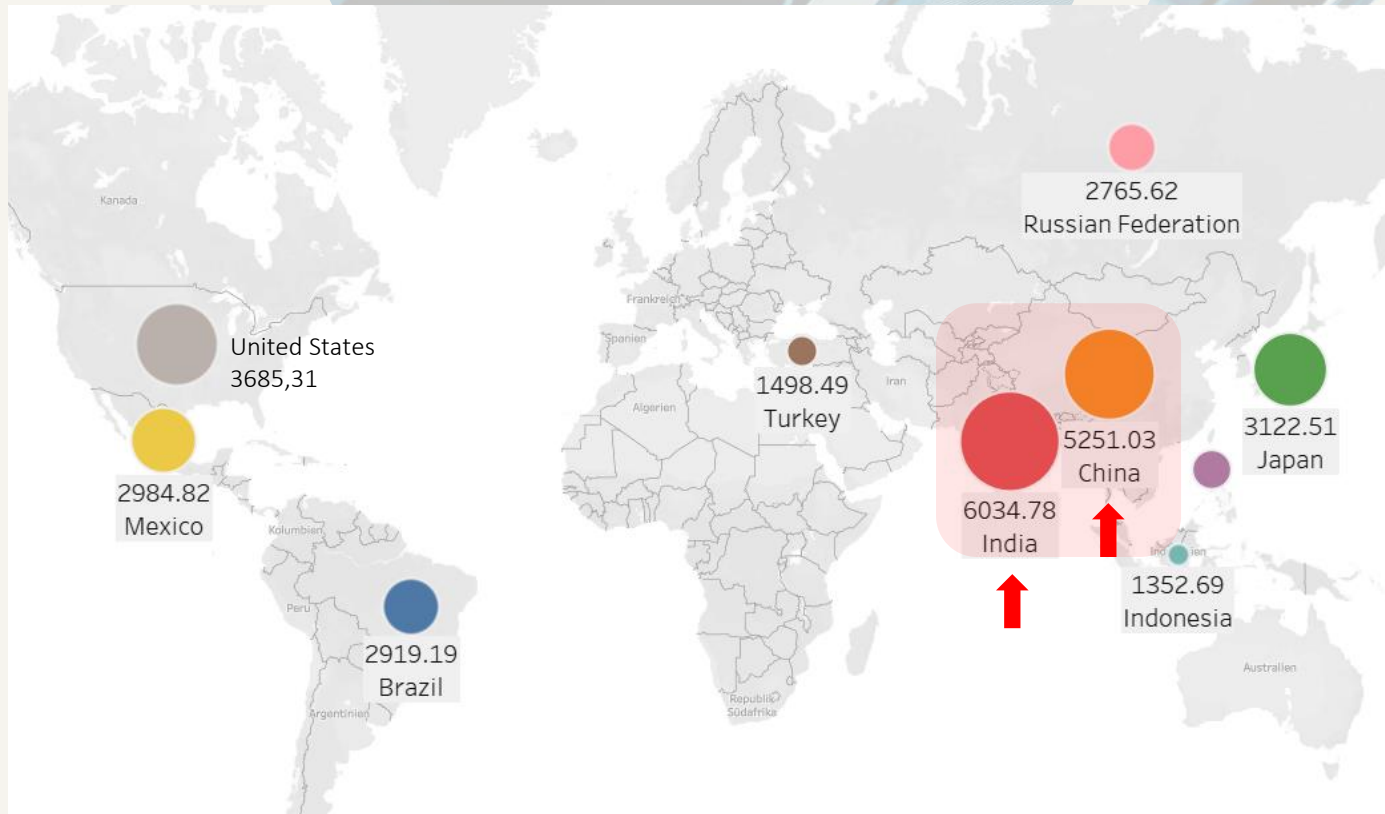 Kanada
2765.62
Russian Federation
Frankreich
Spanien
United States
3685,31
1498.49
Turkey
Iran
Algerien
5251.03
China
3122.51
Japan
2984.82
Mexico
6034.78
India
Kolumbien
Ind ien
1352.69
Indonesia
Peru
2919.19
Brazil
Australien
Republik
Südafrika
Argentinien